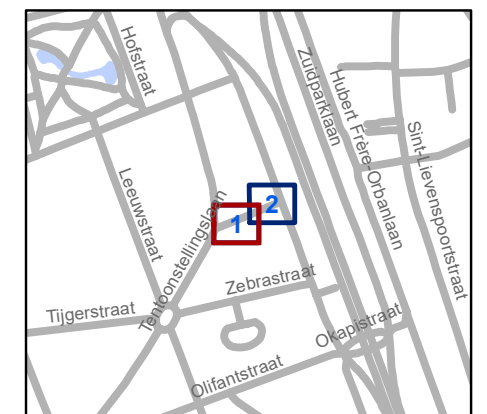 Hofstraat
Zuidparklaan
Hubert Frère-Orbanlaan
Sint-Lievenspoortstraat
Leeuwstraat
Tentoonstellingslaan
2
1
Zebrastraat
Tijgerstraat
Okapistraat
Olifantstraat